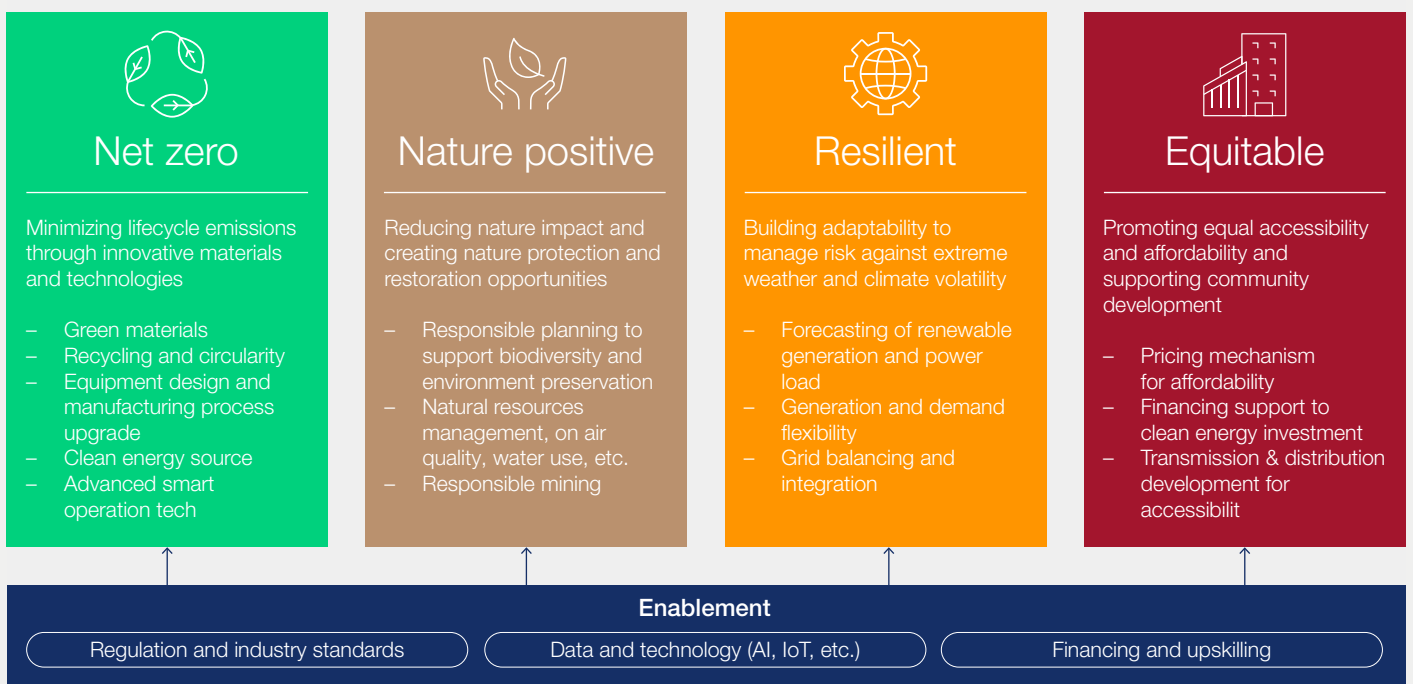 Net zero
Minimizing lifecycle emissions
through innovative materials
and technologies
– Green materials
– Recycling and circularity
– Equipment design and
manufacturing process
upgrade
– Clean energy source
– Advanced smart
operation tech
Nature positive
Reducing nature impact and
creating nature protection and
restoration opportunities
– Responsible planning to
support biodiversity and
environment preservation
– Natural resources
management, on air
quality, water use, etc.
– Responsible mining
Resilient
Building adaptability to
manage risk against extreme
weather and climate volatility
– Forecasting of renewable
generation and power
load
– Generation and demand
flexibility
– Grid balancing and
integration
Equitable
Promoting equal accessibility
and affordability and
supporting community
development
– Pricing mechanism
for affordability
– Financing support to
clean energy investment
– Transmission & distribution
development for
accessibilit
Enablement
Regulation and industry standards
Data and technology (AI, IoT, etc.)
Financing and upskilling